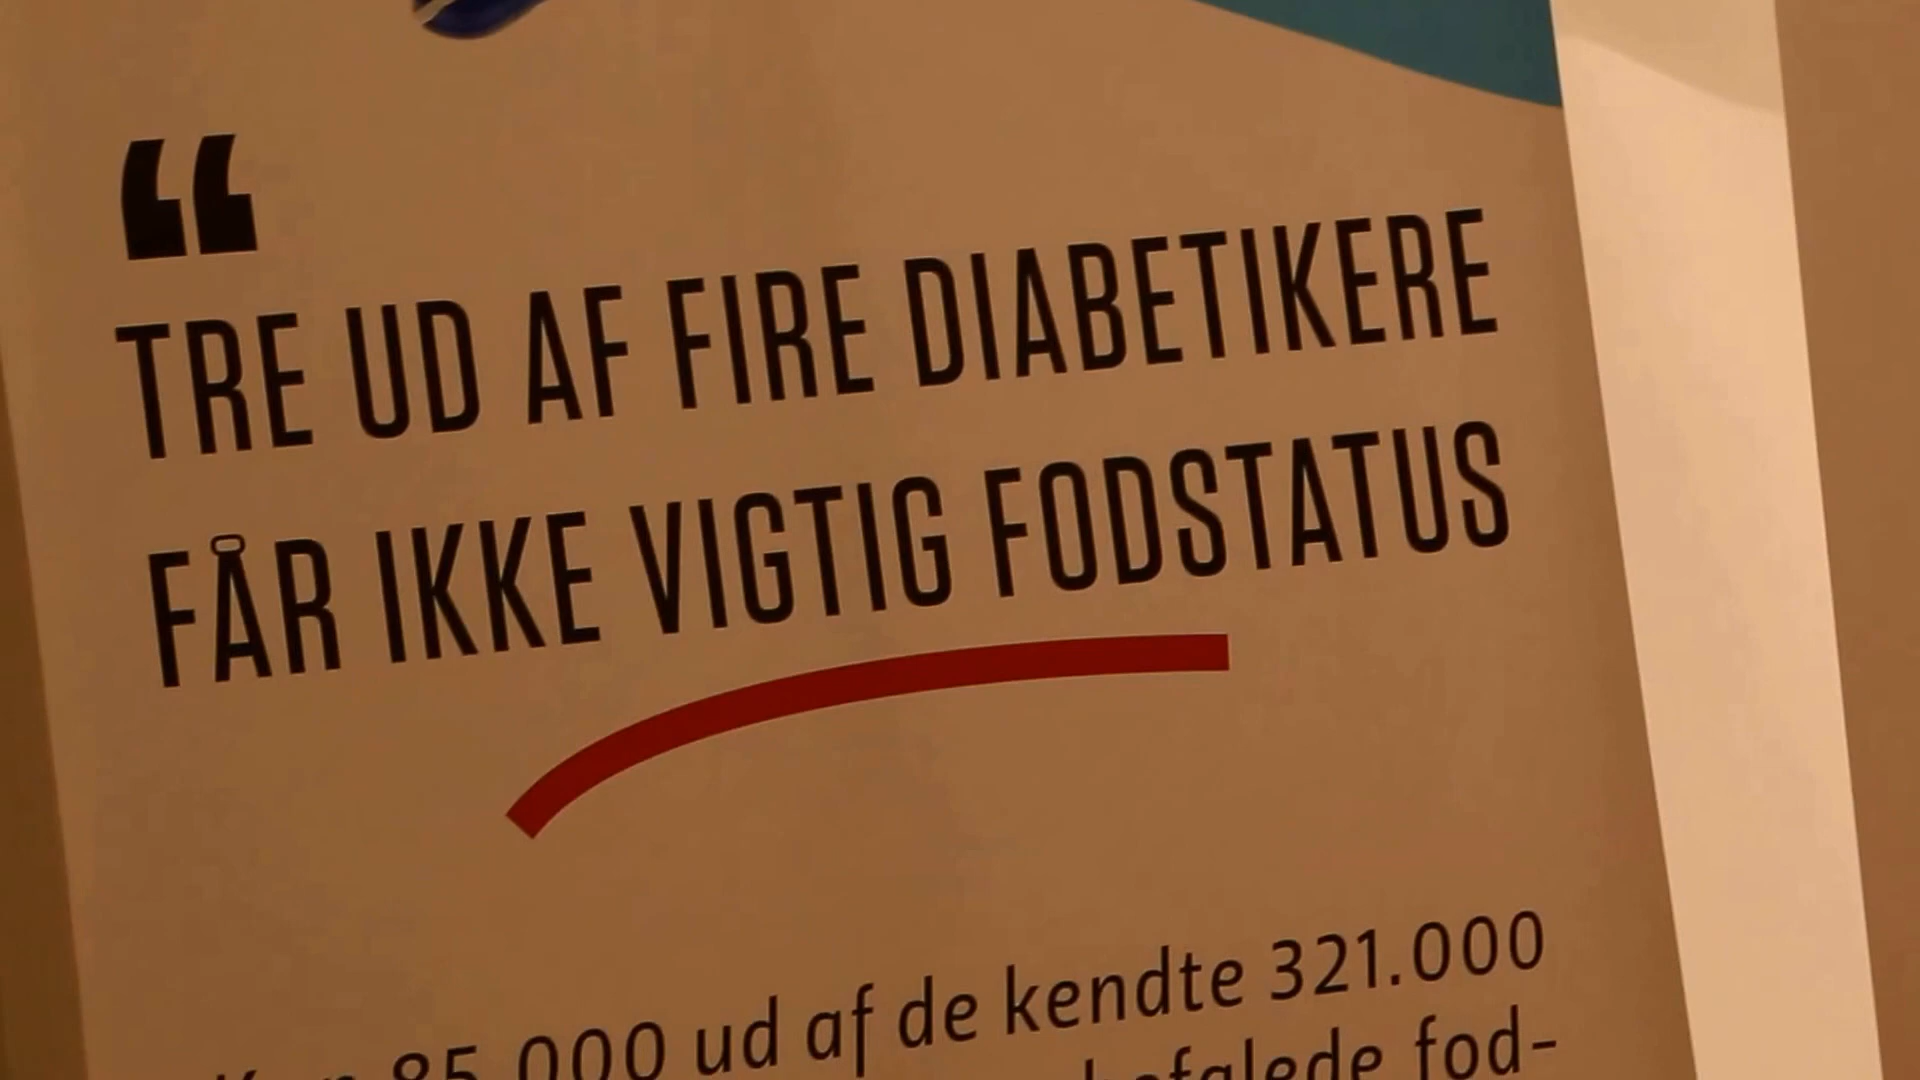 “
TRE UD AF FIRE DIABETIKERE
FÅR IKKE VIGTIG FODSTATUS
85.000 ud af de kendte 321.000
fod-